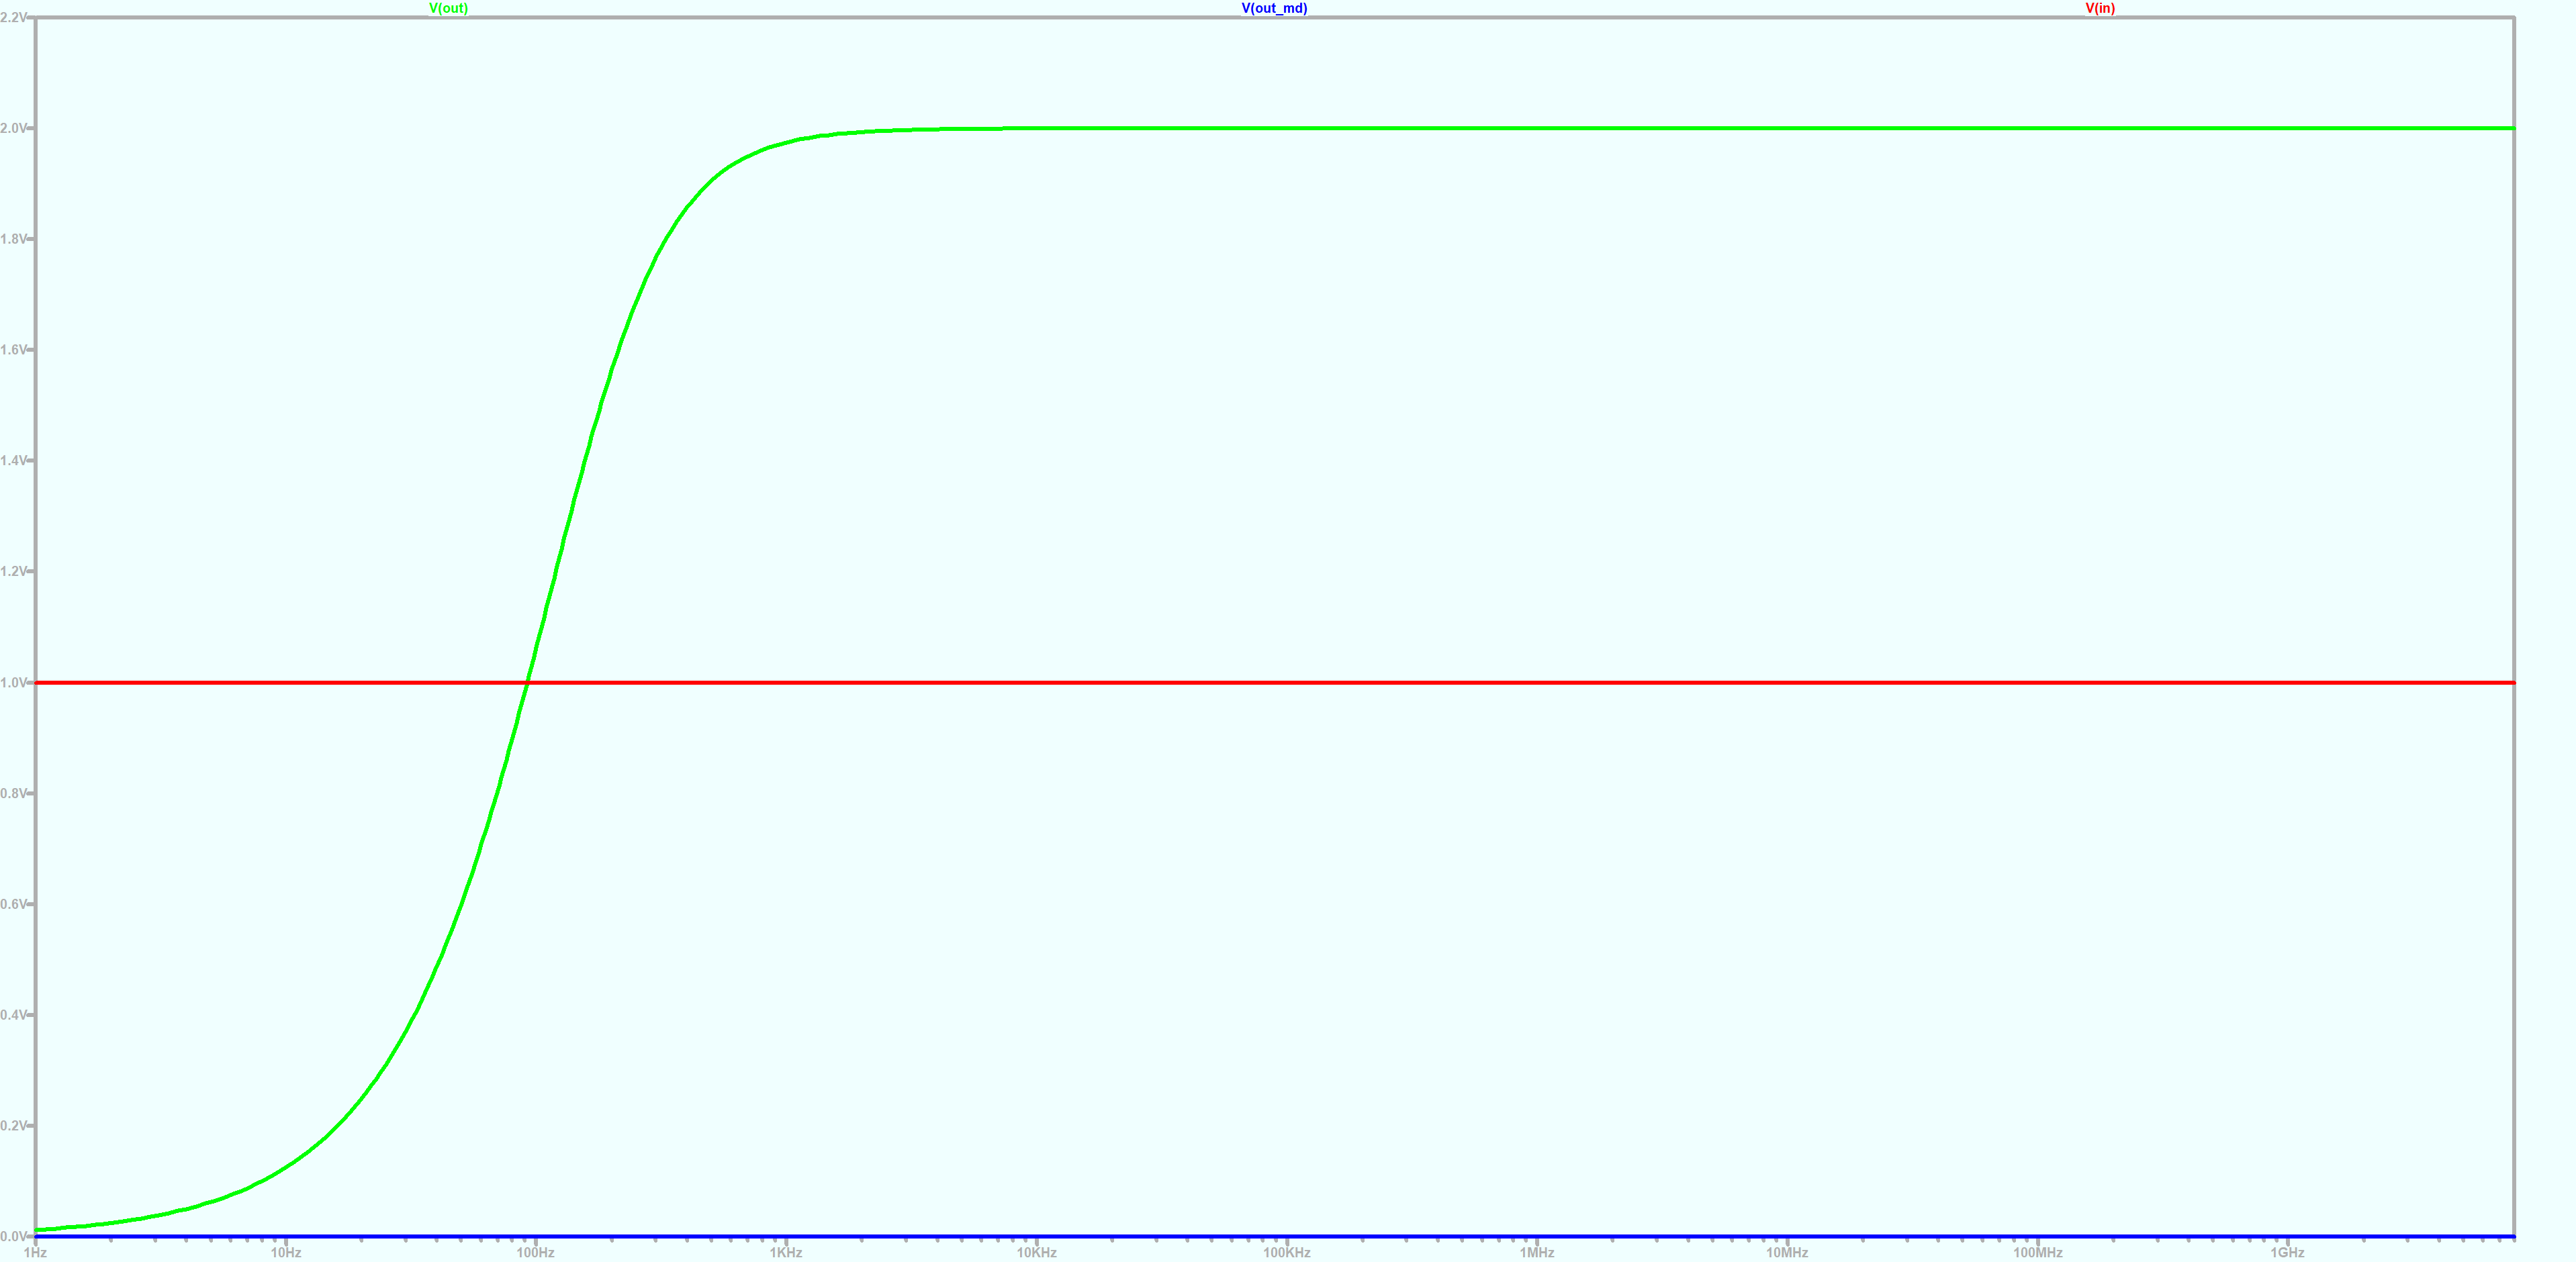 V(out) V(out_md) V(in)
2.2V
2.0V
1.8V
1.6V
1.4V
1.2V
1.0V
0.8V
0.6V
0.4V
0.2V
0.0V
1Hz 10Hz 100Hz 1KHz 10KHz 100KHz 1MHz 10MHz 100MHz 1GHz